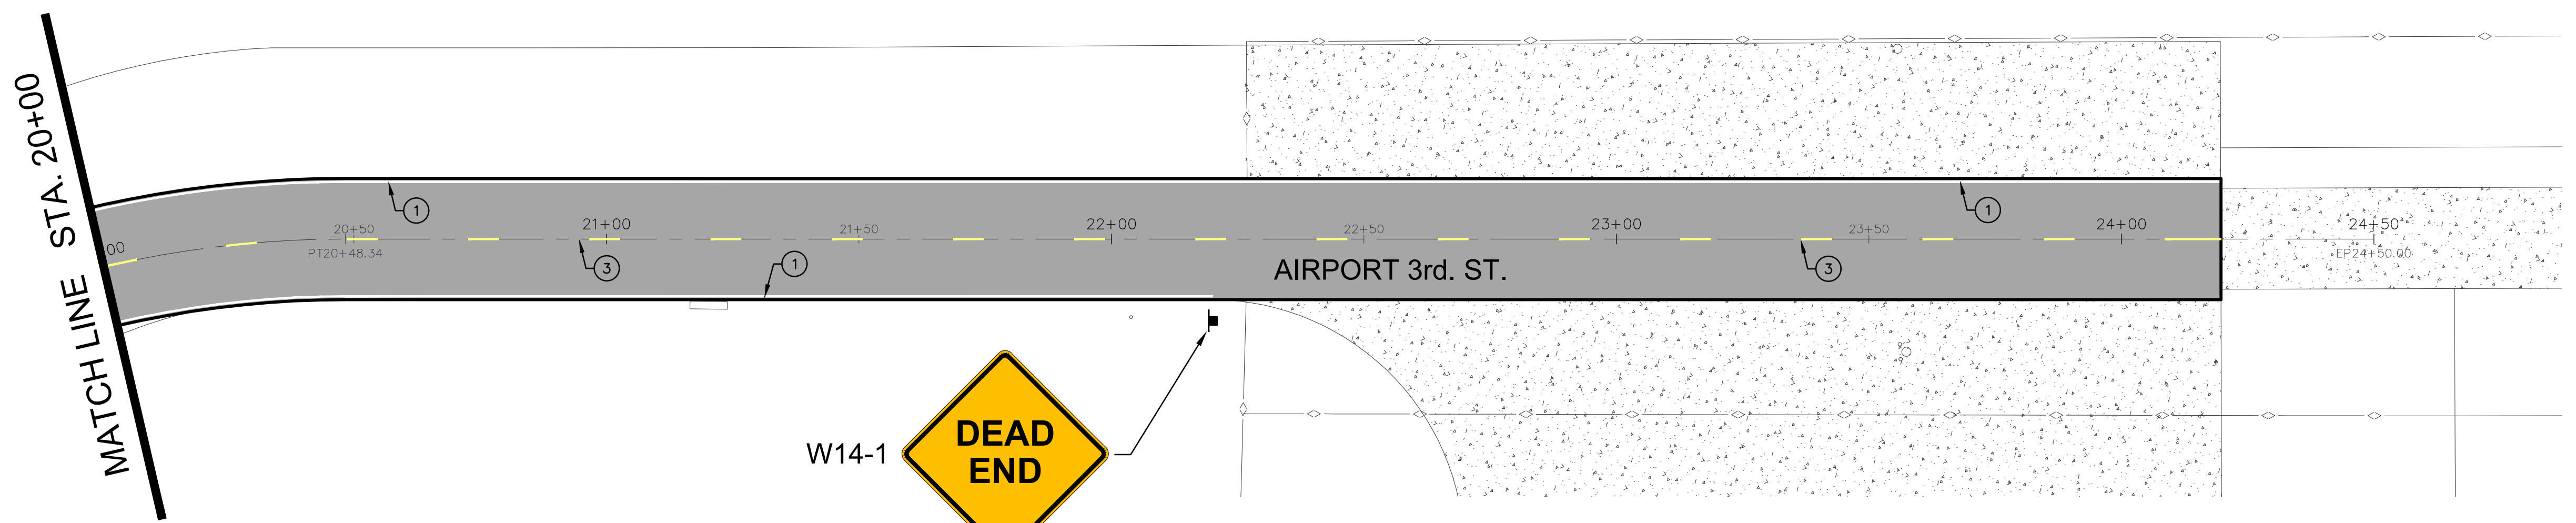 MATCH LINE STA. 20+00
00
20+50
PT20+48.34
21+00
21+50
22+00
22+50
23+00
23+50
24+00
24+50
EP24+50.00
1
1
1
3
3
AIRPORT 3rd. ST.
W14-1
DEAD
END